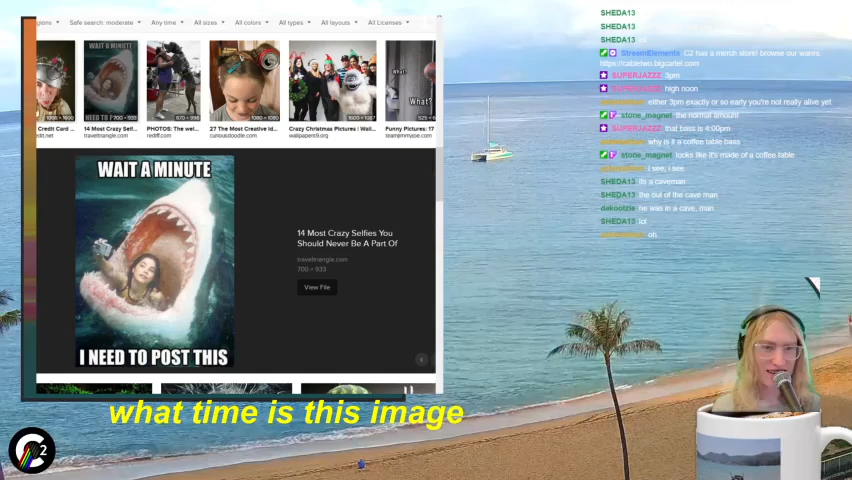 Safe search: moderate
Any time
All sizes
All colors
All types
All layouts
All Licenses
WAIT A MINUTE
What?
1080 × 1080
Credit Card ...
14 Most Crazy Self...
traveltriangle.com
PHOTOS: The wei...
rediff.com
27 The Most Creative Id...
Crazy Christmas Pictures | Wall...
wallpapers9.org
Funny Pictures: 17
WAIT A MINUTE
I NEED TO POST THIS
14 Most Crazy Selfies You
Should Never Be A Part Of
traveltriangle.com
700 × 933
View File
what time is this image
C2
SHEDA13
SHEDA13
SHEDA13
StreamElements: C2 has a merch store! browse our wares:
https://cabletwo.bigcartel.com
SUPERJAZZZ: 3pm
SUPERJAZZZ: high noon
either 3pm exactly or so early you're not really alive yet
stone_magnet: the normal amount
SUPERJAZZZ: that bass is 4:00pm
why is it a coffee table bass
stone_magnet: looks like it's made of a coffee table
i see, i see
SHEDA13: its a caveman
SHEDA13: the out of the cave man
dakootzie: he was in a cave, man
SHEDA13: lol
oh